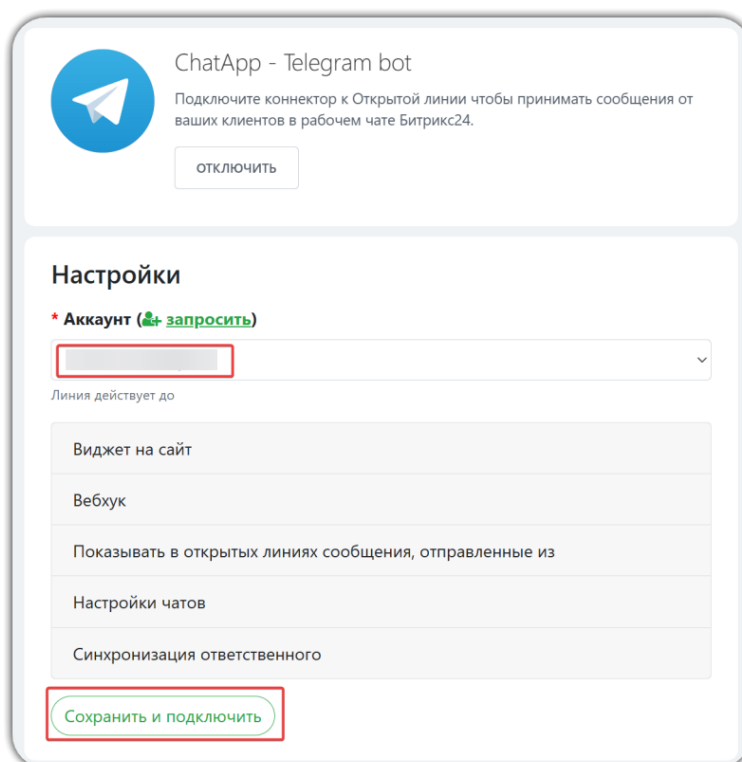 ChatApp - Telegram bot
Подключите коннектор к Открытой линии чтобы принимать сообщения от
ваших клиентов в рабочем чате Битрикс24.
ОТКЛЮЧИТЬ
Настройки
* Аккаунт (запросить)
Линия действует до
Виджет на сайт
Вебхук
Показывать в открытых линиях сообщения, отправленные из
Настройки чатов
Синхронизация ответственного
Сохранить и подключить